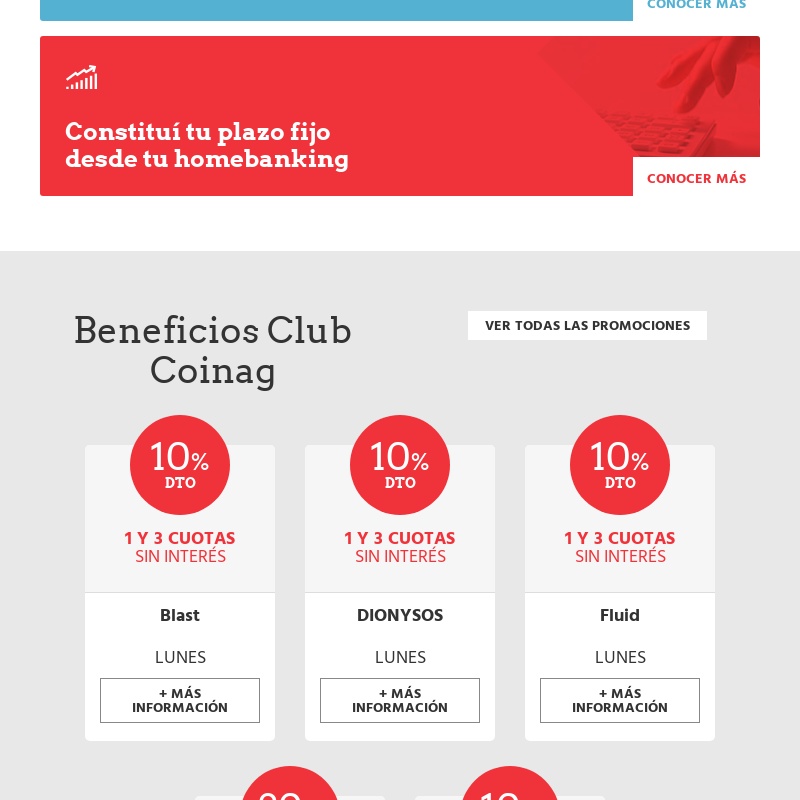 CONOCER MÁS
Constituí tu plazo fijo
desde tu homebanking
CONOCER MÁS
Beneficios Club
Coinag
VER TODAS LAS PROMOCIONES
10%
DTO
1 Y 3 CUOTAS
SIN INTERÉS
Blast
LUNES
+ MÁS
INFORMACIÓN
10%
DTO
1 Y 3 CUOTAS
SIN INTERÉS
DIONYSOS
LUNES
+ MÁS
INFORMACIÓN
10%
DTO
1 Y 3 CUOTAS
SIN INTERÉS
Fluid
LUNES
+ MÁS
INFORMACIÓN